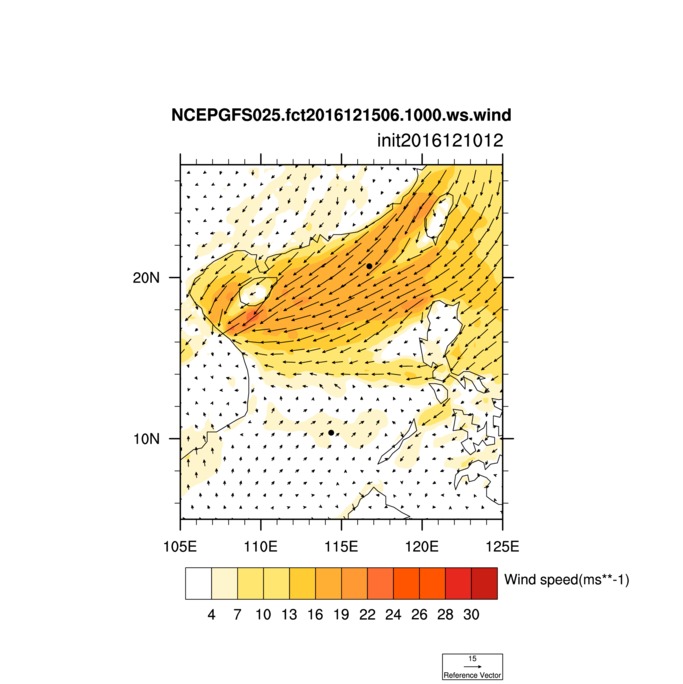 NCEPGFS025.fct2016121506.1000.ws.wind
init2016121012
20N
10N
105E 110E 115E 120E 125E
Wind speed(ms**-1)
4 7 10 13 16 19 22 24 26 28 30
15
Reference Vector